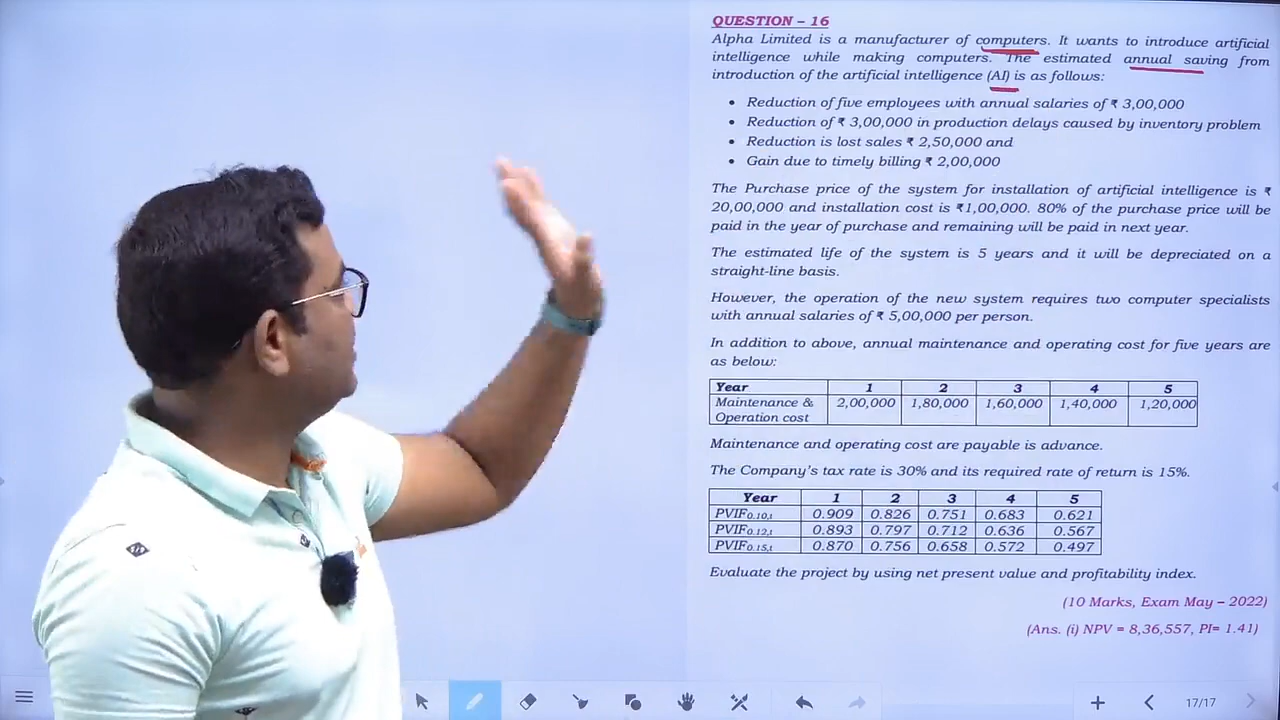 QUESTION – 16
Alpha Limited is a manufacturer of computers. It wants to introduce artificial
intelligence while making computers. The estimated annual saving from
introduction of the artificial intelligence (AI) is as follows:
• Reduction of five employees with annual salaries of ₹ 3,00,000
• Reduction of ₹ 3,00,000 in production delays caused by inventory problem
• Reduction is lost sales ₹ 2,50,000 and
• Gain due to timely billing ₹ 2,00,000
The Purchase price of the system for installation of artificial intelligence is ₹
20,00,000 and installation cost is ₹1,00,000. 80% of the purchase price will be
paid in the year of purchase and remaining will be paid in next year.
The estimated life of the system is 5 years and it will be depreciated on a
straight-line basis.
However, the operation of the new system requires two computer specialists
with annual salaries of ₹ 5,00,000 per person.
In addition to above, annual maintenance and operating cost for five years are
as below:
Year 1 2 3 4 5
Maintenance & 2,00,000 1,80,000 1,60,000 1,40,000 1,20,000
Operation cost
Maintenance and operating cost are payable is advance.
The Company's tax rate is 30% and its required rate of return is 15%.
Year 1 2 3 4 5
PVIF0.10,t 0.909 0.826 0.751 0.683 0.621
PVIF0.12,t 0.893 0.797 0.712 0.636 0.567
PVIF0.15,t 0.870 0.756 0.658 0.572 0.497
Evaluate the project by using net present value and profitability index.
(10 Marks, Exam May – 2022)
(Ans. (i) NPV = 8,36,557, PI= 1.41)
17/17